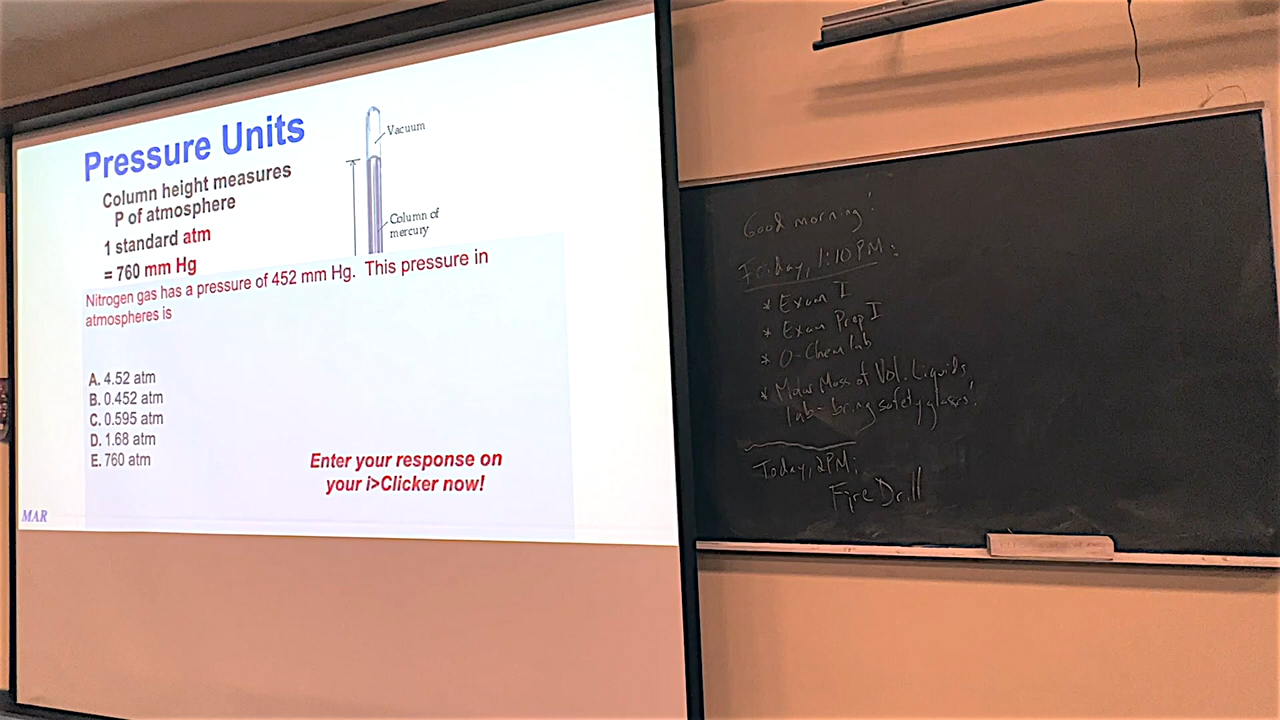 Pressure Units
Column height measures
P of atmosphere
1 standard atm
= 760 mm Hg
Vacuum
Column of
mercury
Nitrogen gas has a pressure of 452 mm Hg. This pressure in
atmospheres is
A. 4.52 atm
B. 0.452 atm
C. 0.595 atm
D. 1.68 atm
E. 760 atm
Enter your response on
your i>Clicker now!
MAR
Good morning!
Friday, 1:10 PM:
* Exam I
* Exam Prep I
* O-Chem lab
* Molar Mass of Vol. Liquids
lab - bring safety glasses!
Today, 2PM:
Fire Drill